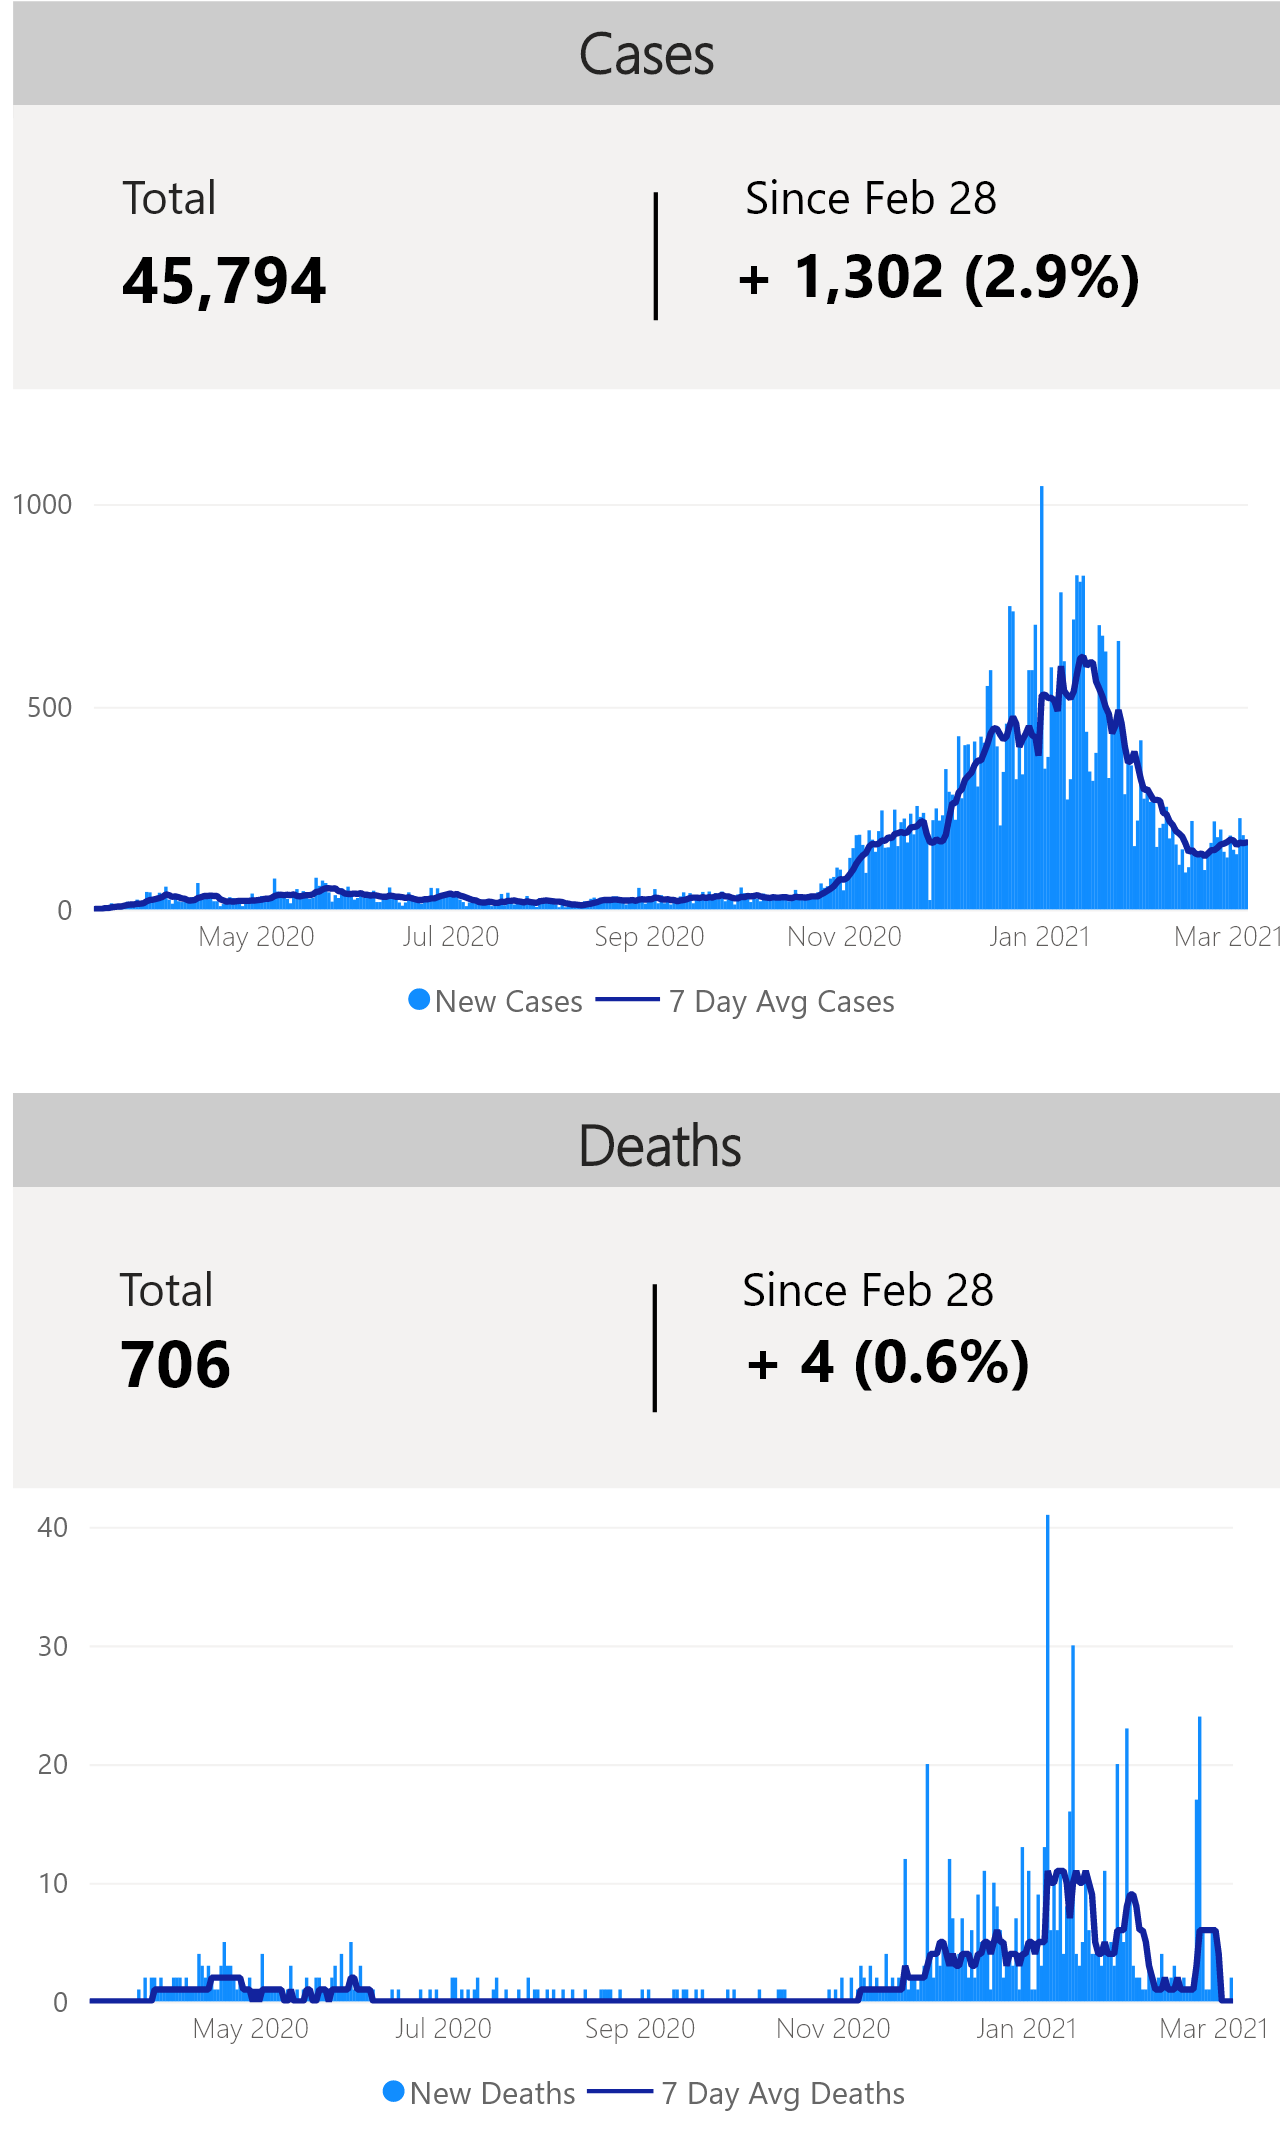 Cases
Total
Since Feb 28
45,794
+ 1,302 (2.9%)
1000
500
0
May 2020
Jul 2020
Sep 2020
Nov 2020
Jan 2021
Mar 2021
New Cases
7 Day Avg Cases
Deaths
Total
Since Feb 28
706
+ 4 (0.6%)
40
30
20
10
0
May 2020
Jul 2020
Sep 2020
Nov 2020
Jan 2021
Mar 2021
New Deaths
7 Day Avg Deaths